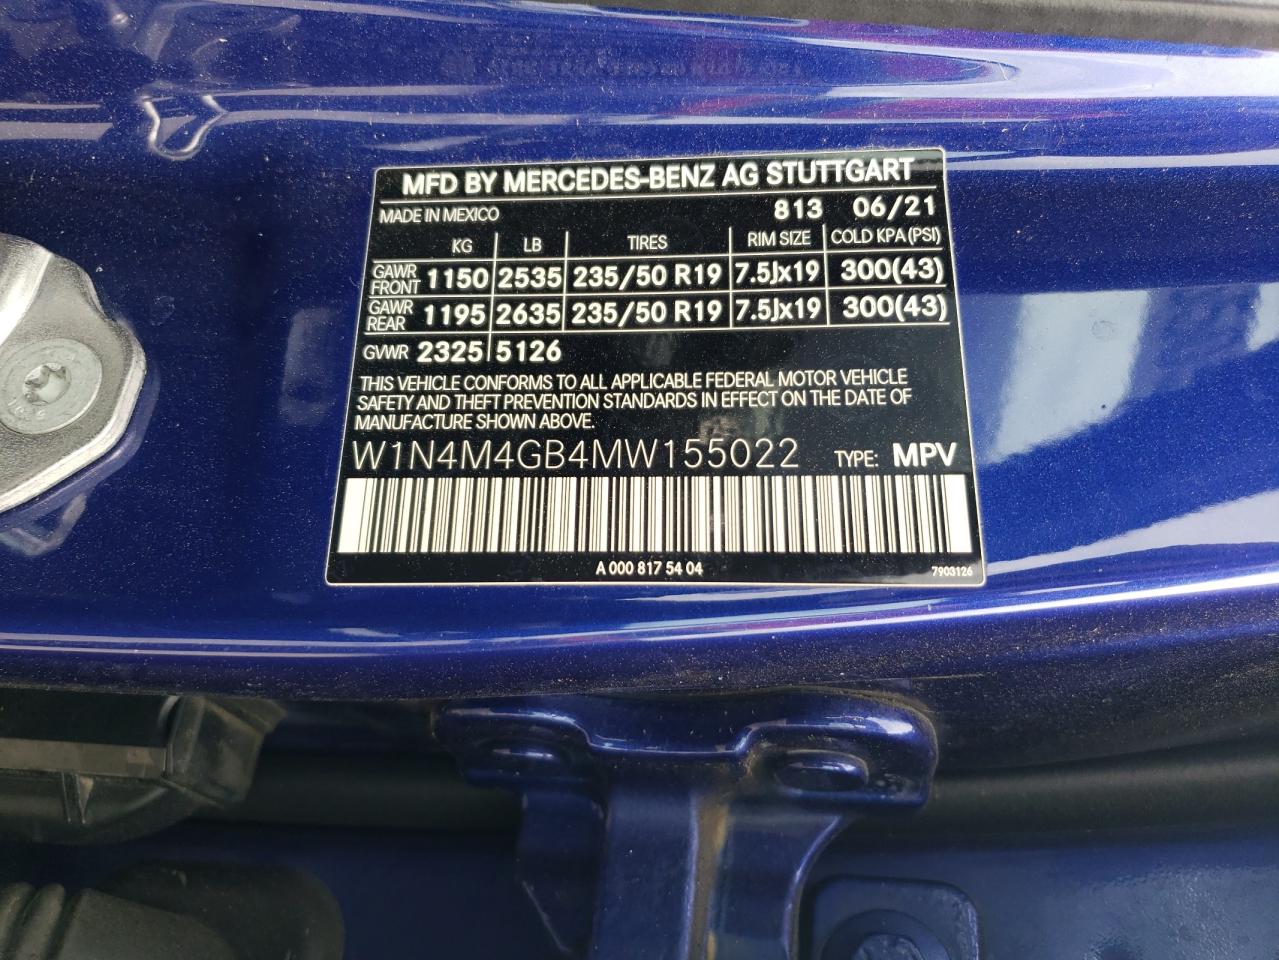 MFD BY MERCEDES-BENZ AG STUTTGART
MADE IN MEXICO 813 06/21
KG LB TIRES RIM SIZE COLD KPA (PSI)
GAWR FRONT 1150 2535 235/50 R19 7.5Jx19 300(43)
GAWR REAR 1195 2635 235/50 R19 7.5Jx19 300(43)
GVWR 2325 5126
THIS VEHICLE CONFORMS TO ALL APPLICABLE FEDERAL MOTOR VEHICLE
SAFETY AND THEFT PREVENTION STANDARDS IN EFFECT ON THE DATE OF
MANUFACTURE SHOWN ABOVE.
W1N4M4GB4MW155022 TYPE: MPV
A 000 817 54 04 7903126